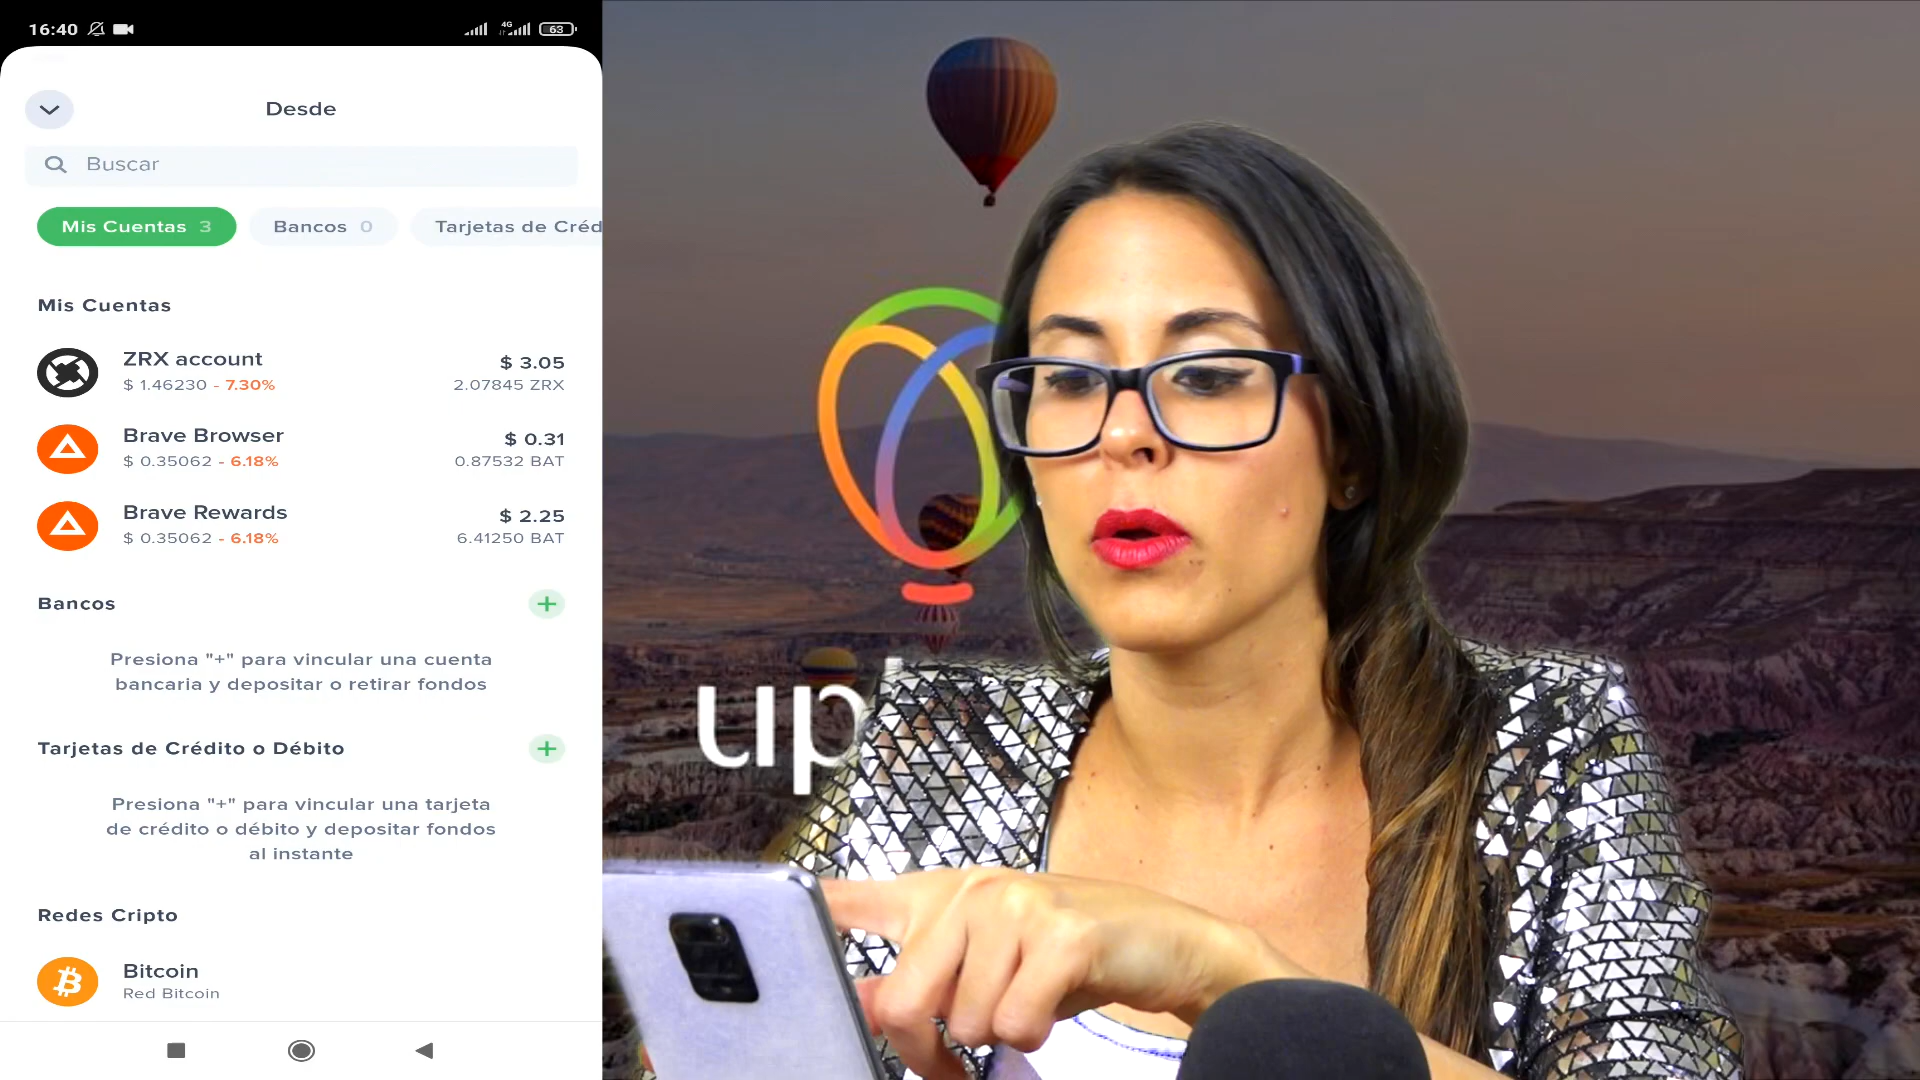 16:40
4G
63
Desde
Buscar
Mis Cuentas 3
Bancos 0
Tarjetas de Créd
Mis Cuentas
ZRX account
$ 3.05
$ 1.46230 - 7.30%
2.07845 ZRX
Brave Browser
$ 0.31
$ 0.35062 - 6.18%
0.87532 BAT
Brave Rewards
$ 2.25
$ 0.35062 - 6.18%
6.41250 BAT
Bancos
Presiona "+" para vincular una cuenta
bancaria y depositar o retirar fondos
Tarjetas de Crédito o Débito
Presiona "+" para vincular una tarjeta
de crédito o débito y depositar fondos
al instante
Redes Cripto
Bitcoin
Red Bitcoin
up